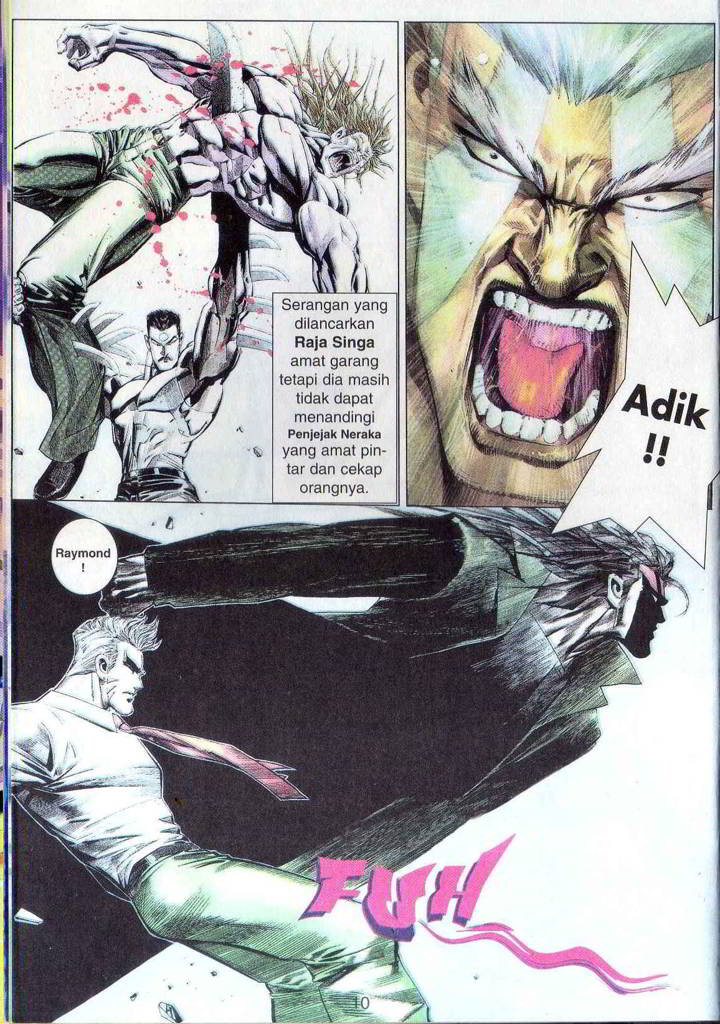 Serangan yang
dilancarkan
Raja Singa
amat garang
tetapi dia masih
tidak dapat
menandingi
Penjejak Neraka
yang amat pin-
tar dan cekap
orangnya.
Adik
!!
Raymond
!
FUH
10